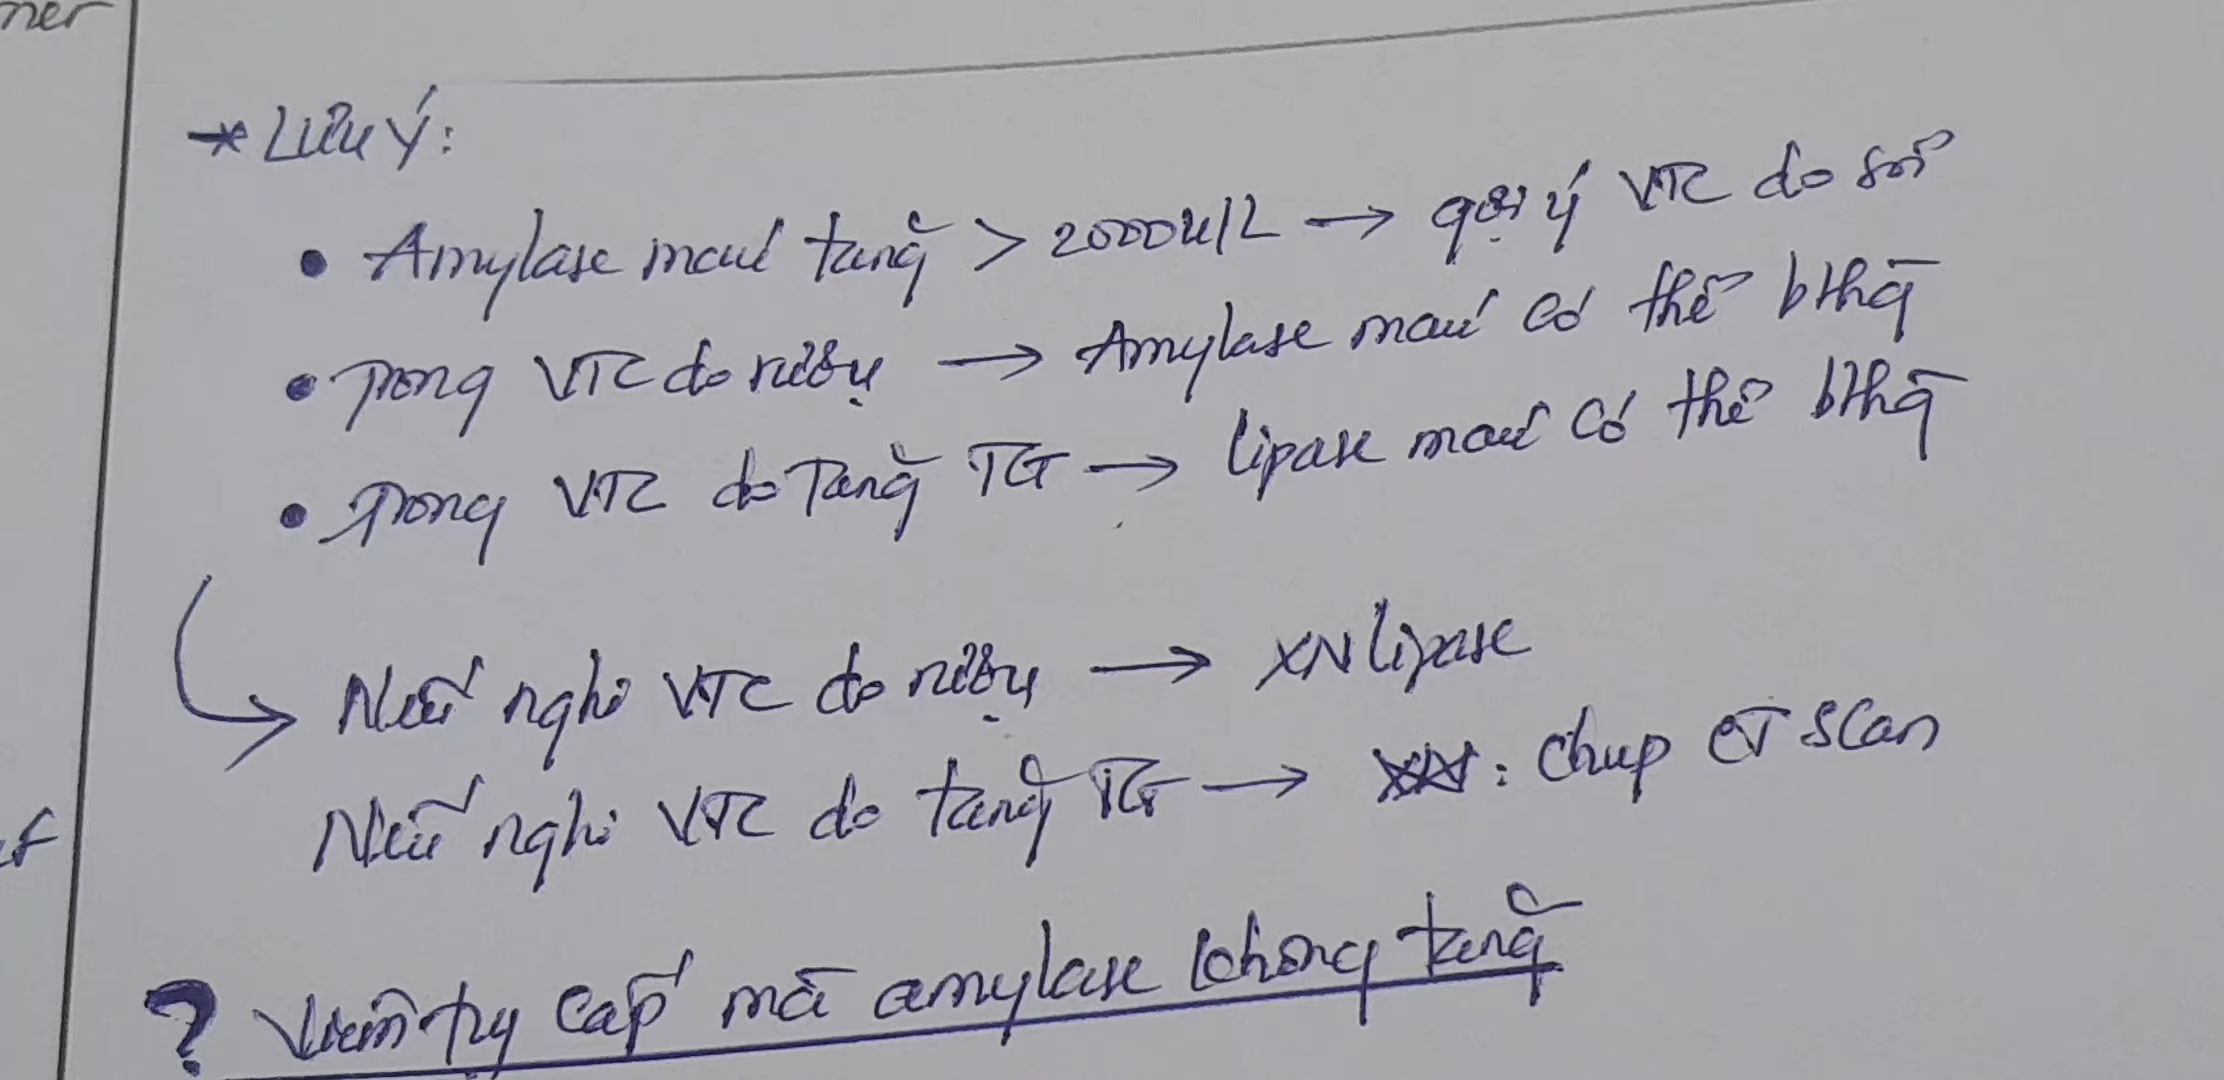 ner
* Lưu ý:
• Amylase máu tăng > 2000u/L → gợi ý VTC do sỏi
• Trong VTC do rượu → Amylase máu có thể bthg
• Trong VTC do Tăng TG → lipase máu có thể bthg
Nếu nghi VTC do rượu → XN lipase
Nếu nghi VTC do tăng TG → : Chụp CT Scan
? Viêm tụy cấp mà amylase không tăng